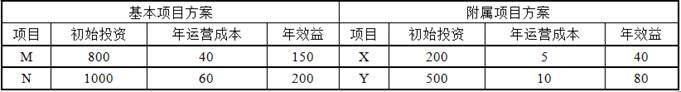 基本项目方案 附属项目方案
项目 初始投资 年运营成本 年效益 项目 初始投资 年运营成本 年效益
M 800 40 150 X 200 5 40
N 1000 60 200 Y 500 10 80